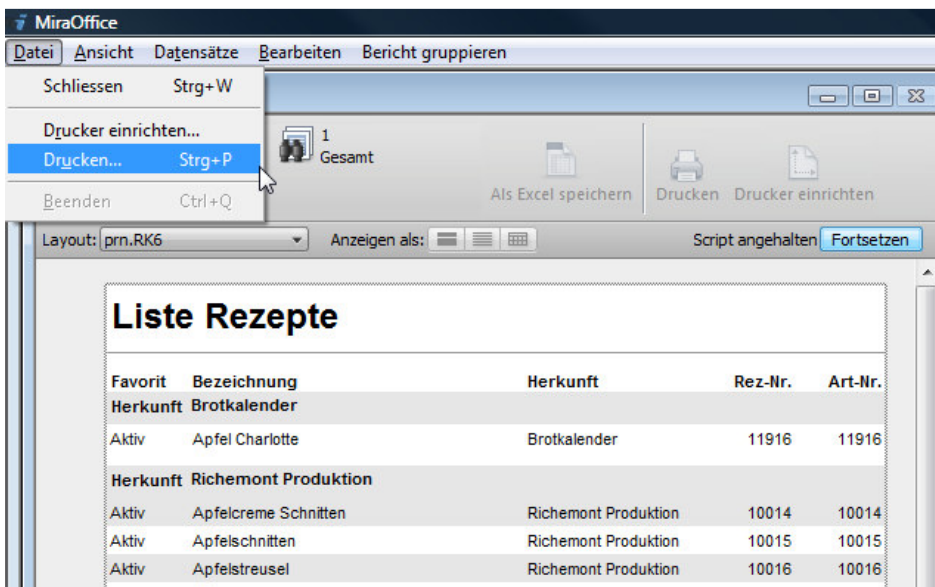 MiraOffice
Datei Ansicht Datensätze Bearbeiten Bericht gruppieren
Schliessen Strg+W
Drucker einrichten...
Drucken... Strg+P
Beenden Ctrl+Q
1
Gesamt
Als Excel speichern Drucken Drucker einrichten
Layout: prn.RK6 Anzeigen als: Script angehalten Fortsetzen
Liste Rezepte
Favorit Bezeichnung Herkunft Rez-Nr. Art-Nr.
Herkunft Brotkalender
Aktiv Apfel Charlotte Brotkalender 11916 11916
Herkunft Richemont Produktion
Aktiv Apfelcreme Schnitten Richemont Produktion 10014 10014
Aktiv Apfelschnitten Richemont Produktion 10015 10015
Aktiv Apfelstreusel Richemont Produktion 10016 10016